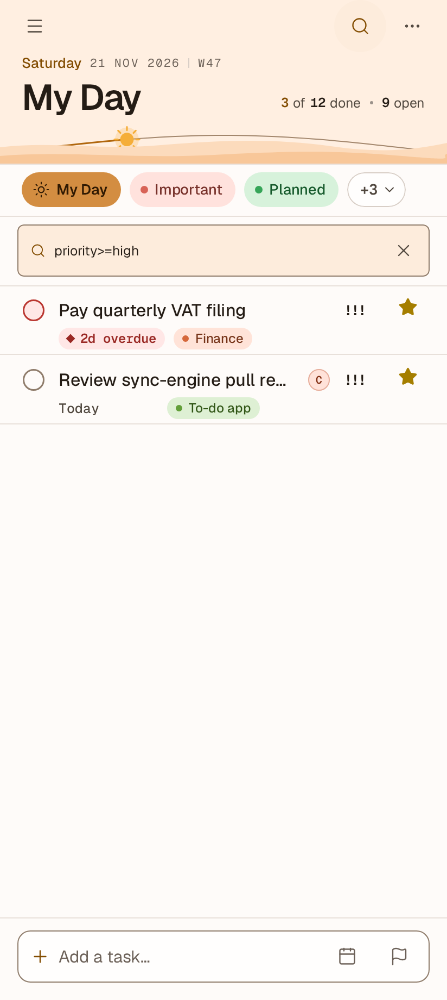 Saturday 21 NOV 2026 | W47
My Day
3 of 12 done • 9 open
My Day
Important
Planned
+3
priority>=high
Pay quarterly VAT filing !!!
2d overdue Finance
Review sync-engine pull re… C !!!
Today To-do app
Add a task…